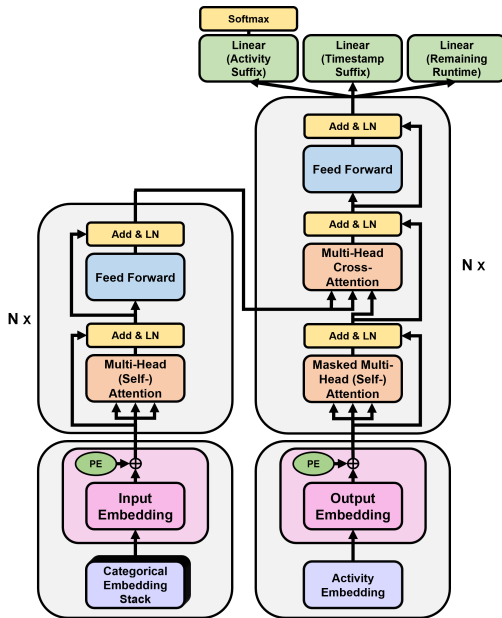 Softmax
Linear
(Activity
Suffix)
Linear
(Timestamp
Suffix)
Linear
(Remaining
Runtime)
Add & LN
Feed Forward
Add & LN
Multi-Head
Cross-
Attention
N x
Add & LN
Masked Multi-
Head (Self-)
Attention
Add & LN
Feed Forward
N x
Add & LN
Multi-Head
(Self-)
Attention
PE
Input
Embedding
Categorical
Embedding
Stack
PE
Output
Embedding
Activity
Embedding